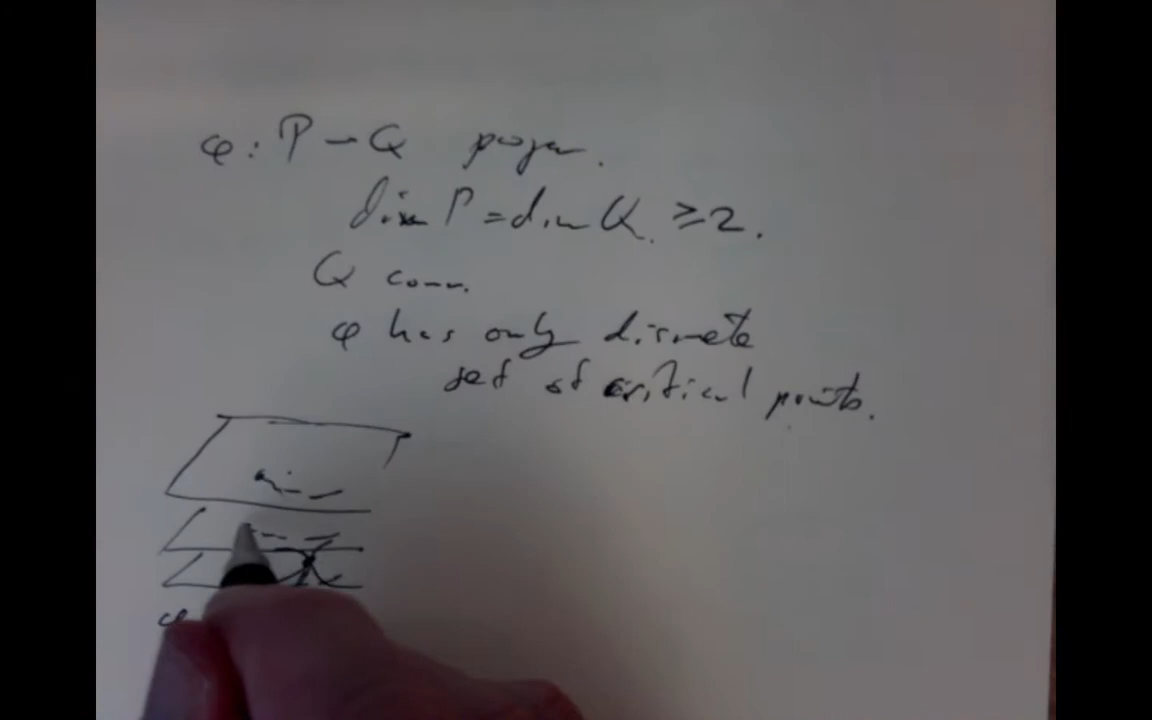 φ : P → Q proper.
dim P = dim Q. ≥ 2.
Q conn.
φ has only discrete
set of critical points.
φ